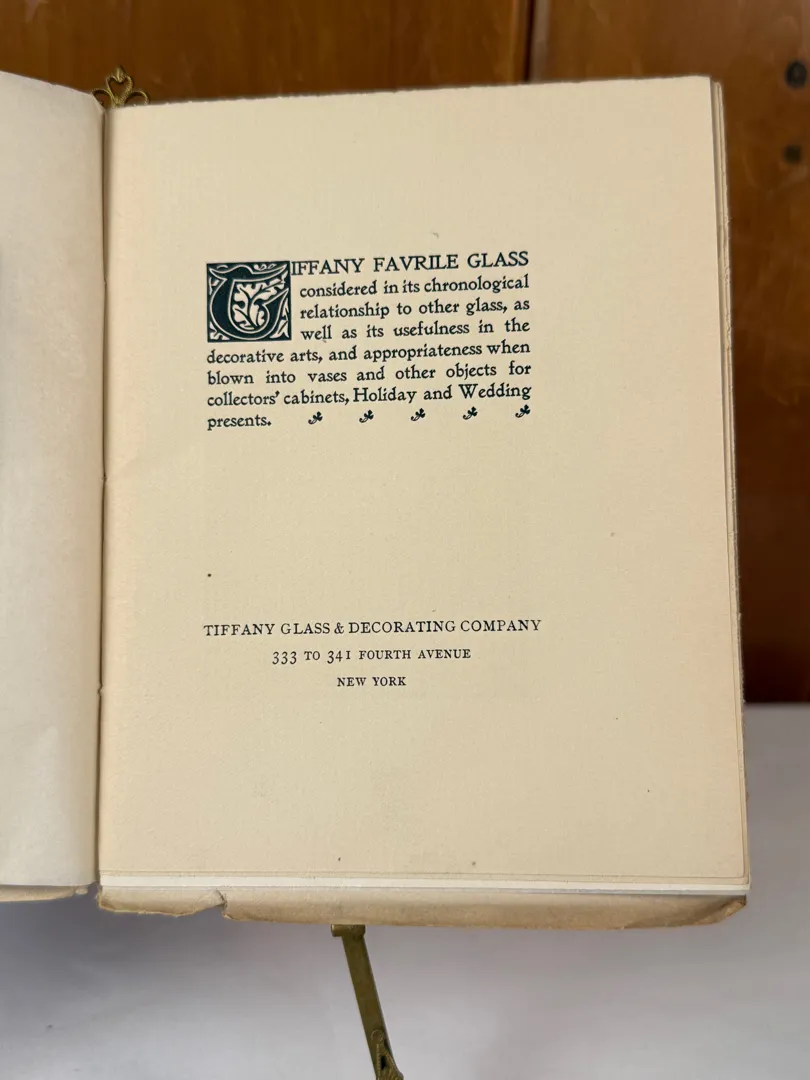 TIFFANY FAVRILE GLASS
considered in its chronological
relationship to other glass, as
well as its usefulness in the
decorative arts, and appropriateness when
blown into vases and other objects for
collectors' cabinets, Holiday and Wedding
presents.
TIFFANY GLASS & DECORATING COMPANY
333 TO 341 FOURTH AVENUE
NEW YORK